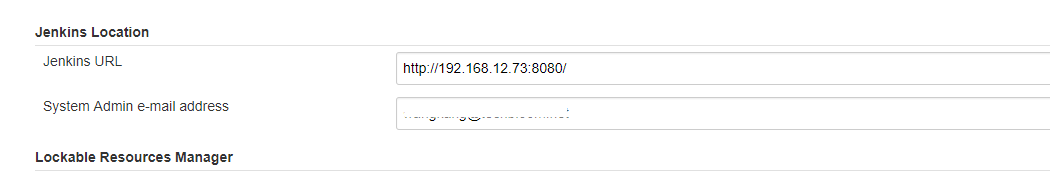 Jenkins Location
Jenkins URL
http://192.168.12.73:8080/
System Admin e-mail address
Lockable Resources Manager